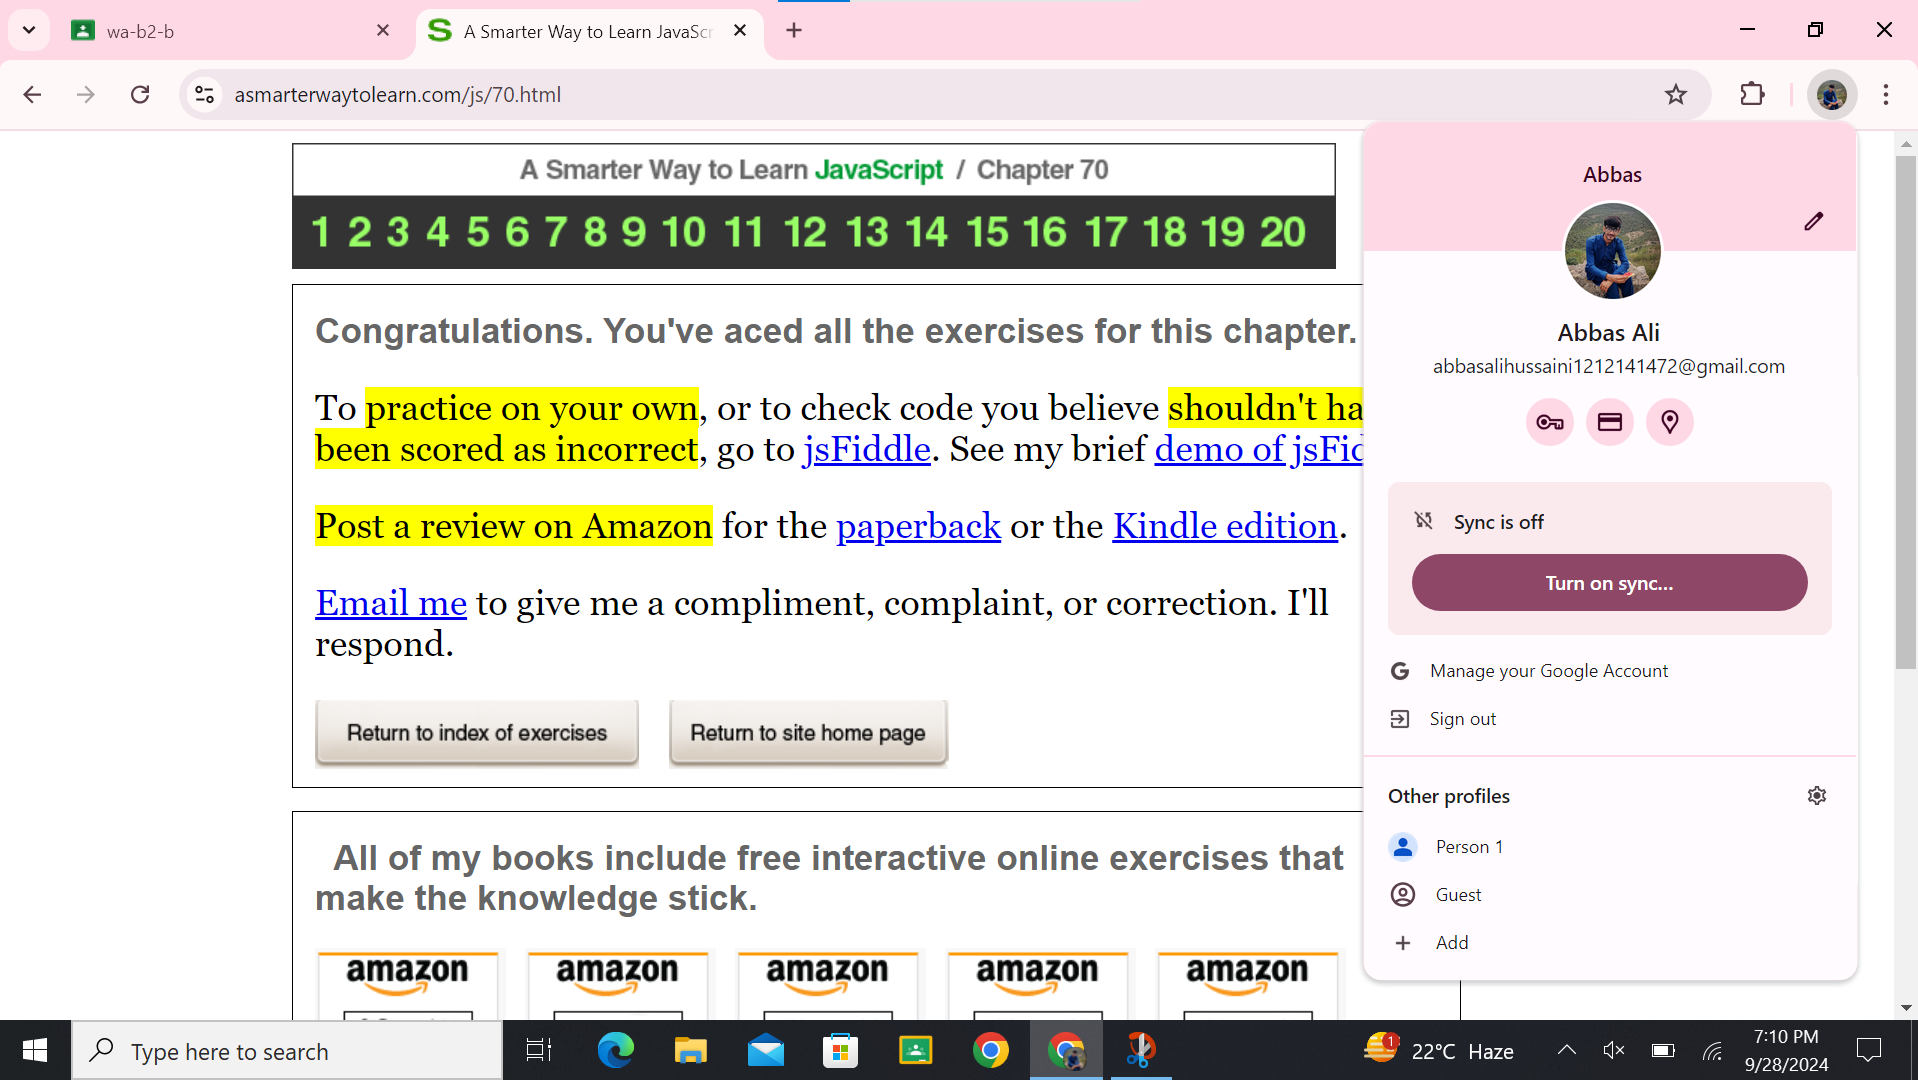 wa-b2-b
A Smarter Way to Learn JavaScr
asmarterwaytolearn.com/js/70.html
A Smarter Way to Learn JavaScript / Chapter 70
1 2 3 4 5 6 7 8 9 10 11 12 13 14 15 16 17 18 19 20
Congratulations. You've aced all the exercises for this chapter.
To practice on your own, or to check code you believe shouldn't ha
been scored as incorrect, go to jsFiddle. See my brief demo of jsFid
Post a review on Amazon for the paperback or the Kindle edition.
Email me to give me a compliment, complaint, or correction. I'll
respond.
Return to index of exercises
Return to site home page
All of my books include free interactive online exercises that
make the knowledge stick.
amazon amazon amazon amazon amazon
Abbas
Abbas Ali
abbasalihussaini1212141472@gmail.com
Sync is off
Turn on sync...
Manage your Google Account
Sign out
Other profiles
Person 1
Guest
Add
Type here to search
1
22°C Haze
7:10 PM
9/28/2024